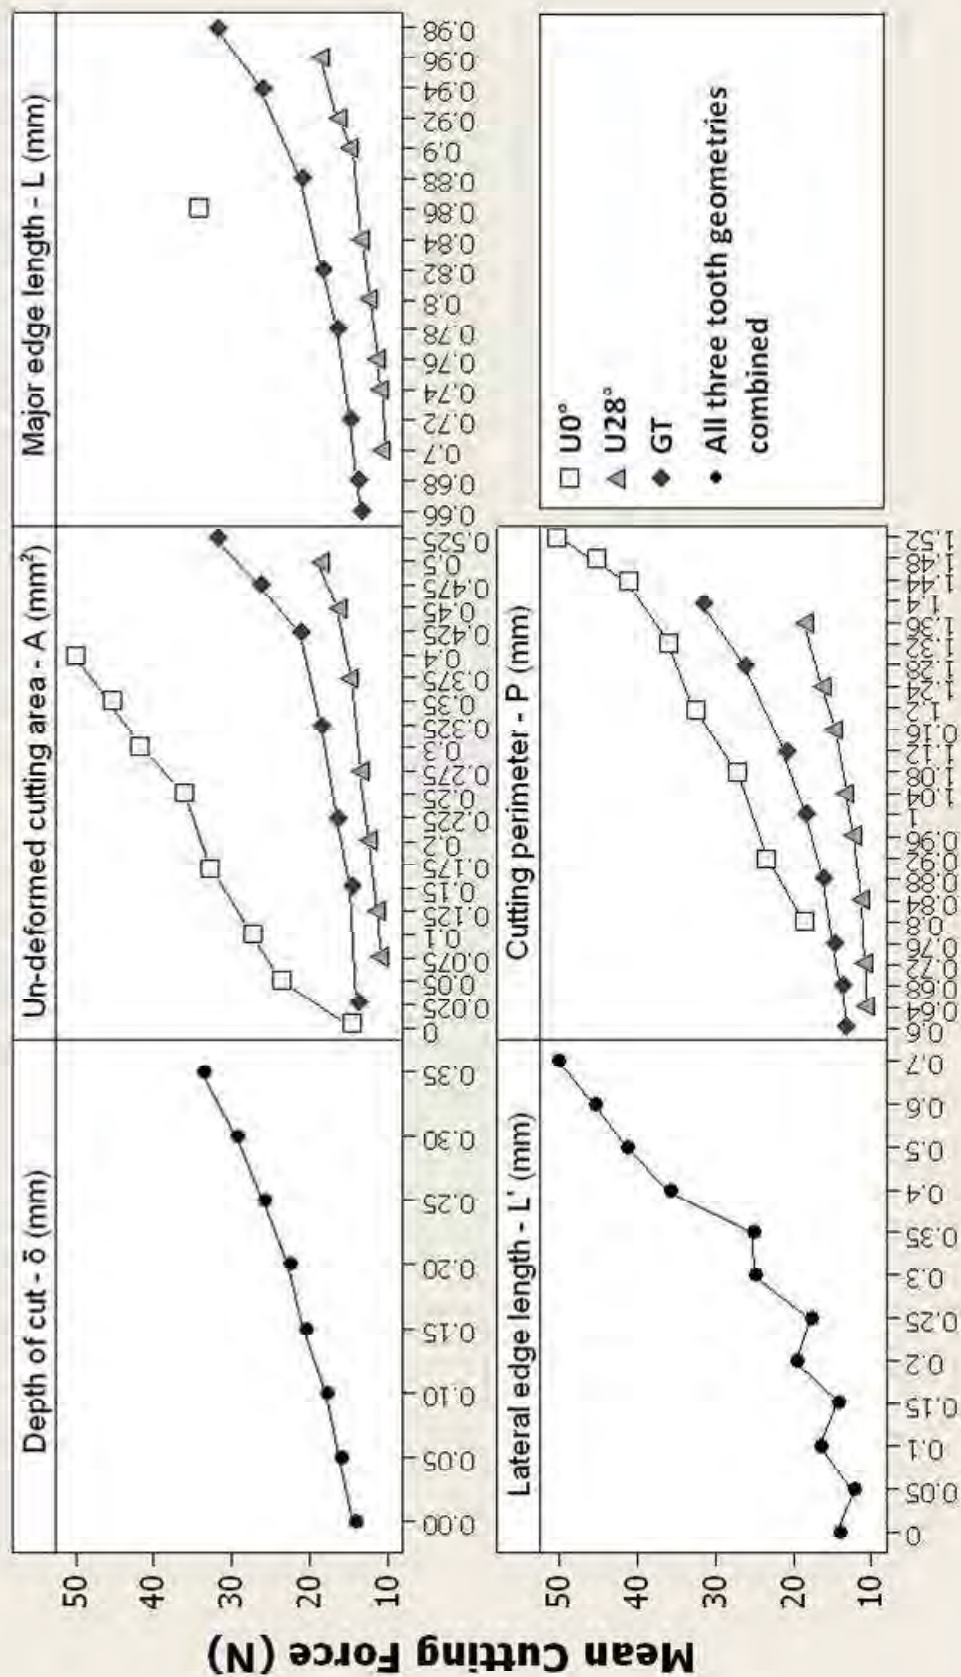 Mean Cutting Force (N)
Depth of cut - δ (mm)
Un-deformed cutting area - A (mm²)
Major edge length - L (mm)
50
40
30
20
10
0.00 0.05 0.10 0.15 0.20 0.25 0.30 0.35
0 0.025 0.05 0.075 0.1 0.125 0.15 0.175 0.2 0.225 0.25 0.275 0.3 0.325 0.35 0.375 0.4 0.425 0.45 0.475 0.5 0.525
0.66 0.68 0.7 0.72 0.74 0.76 0.78 0.8 0.82 0.84 0.86 0.88 0.9 0.92 0.94 0.96 0.98
Lateral edge length - L' (mm)
Cutting perimeter - P (mm)
50
40
30
20
10
0 0.05 0.1 0.15 0.2 0.25 0.3 0.35 0.4 0.5 0.6 0.7
0.6 0.64 0.68 0.72 0.76 0.8 0.84 0.88 0.92 0.96 1 1.04 1.08 1.12 0.16 1.2 1.24 1.28 1.32 1.36 1.4 1.44 1.48 1.52
U0°
U28°
GT
All three tooth geometries
combined